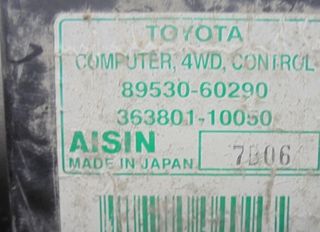 TOYOTA
COMPUTER, 4WD, CONTROL
89530-60290
363801-10050
AISIN
MADE IN JAPAN 7B06